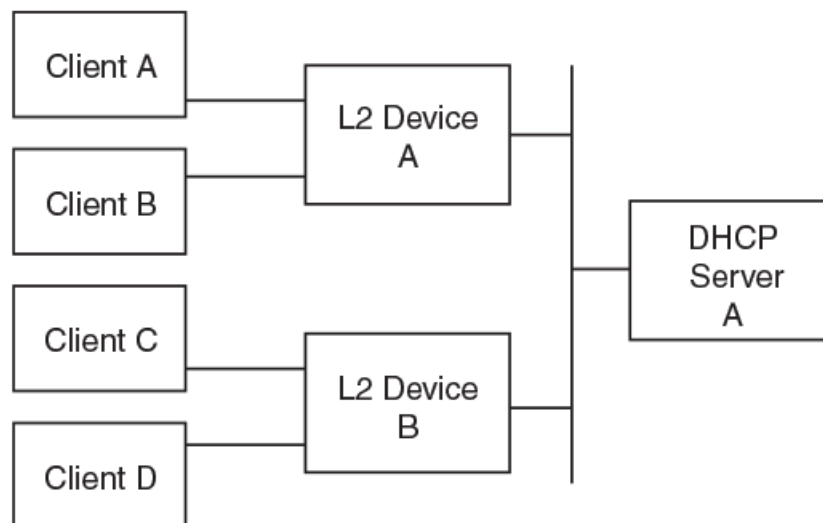 Client A
Client B
Client C
Client D
L2 Device
A
L2 Device
B
DHCP
Server
A